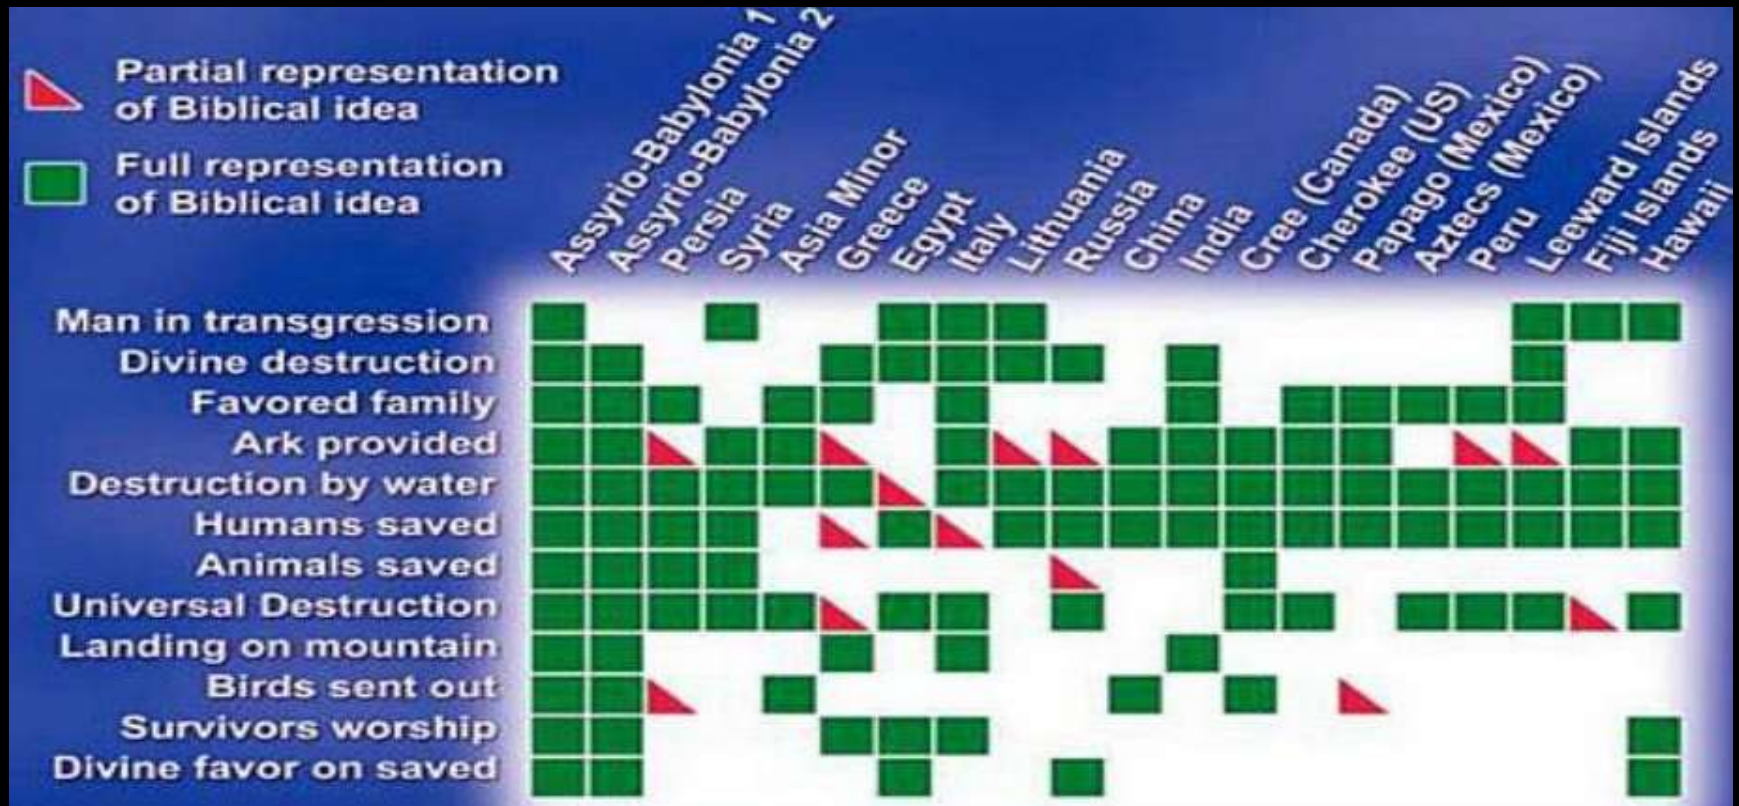 Partial representation
of Biblical idea
Full representation
of Biblical idea
Assyrio-Babylonia 1
Assyrio-Babylonia 2
Persia
Syria
Asia Minor
Greece
Egypt
Italy
Lithuania
Russia
China
India
Cree (Canada)
Cherokee (US)
Papago (Mexico)
Aztecs (Mexico)
Peru
Leeward Islands
Fiji Islands
Hawaii
Man in transgression
Divine destruction
Favored family
Ark provided
Destruction by water
Humans saved
Animals saved
Universal Destruction
Landing on mountain
Birds sent out
Survivors worship
Divine favor on saved